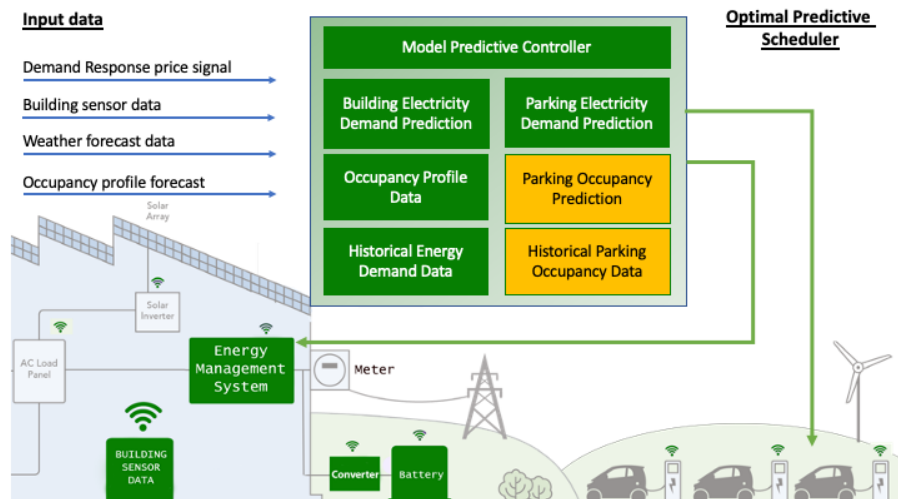 Input data
Optimal Predictive
Scheduler
Model Predictive Controller
Demand Response price signal
Building sensor data
Weather forecast data
Occupancy profile forecast
Building Electricity
Demand Prediction
Parking Electricity
Demand Prediction
Occupancy Profile
Data
Parking Occupancy
Prediction
Historical Energy
Demand Data
Historical Parking
Occupancy Data
Solar
Array
Solar
Inverter
AC Load
Panel
Energy
Management
System
Meter
BUILDING
SENSOR
DATA
Converter
Battery